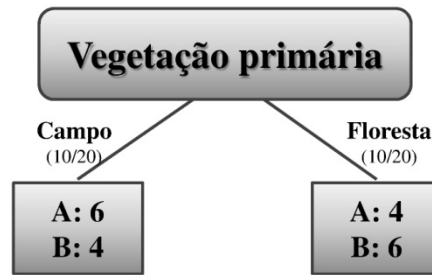 Vegetação primária
Campo
(10/20)
Floresta
(10/20)
A: 6
B: 4
A: 4
B: 6